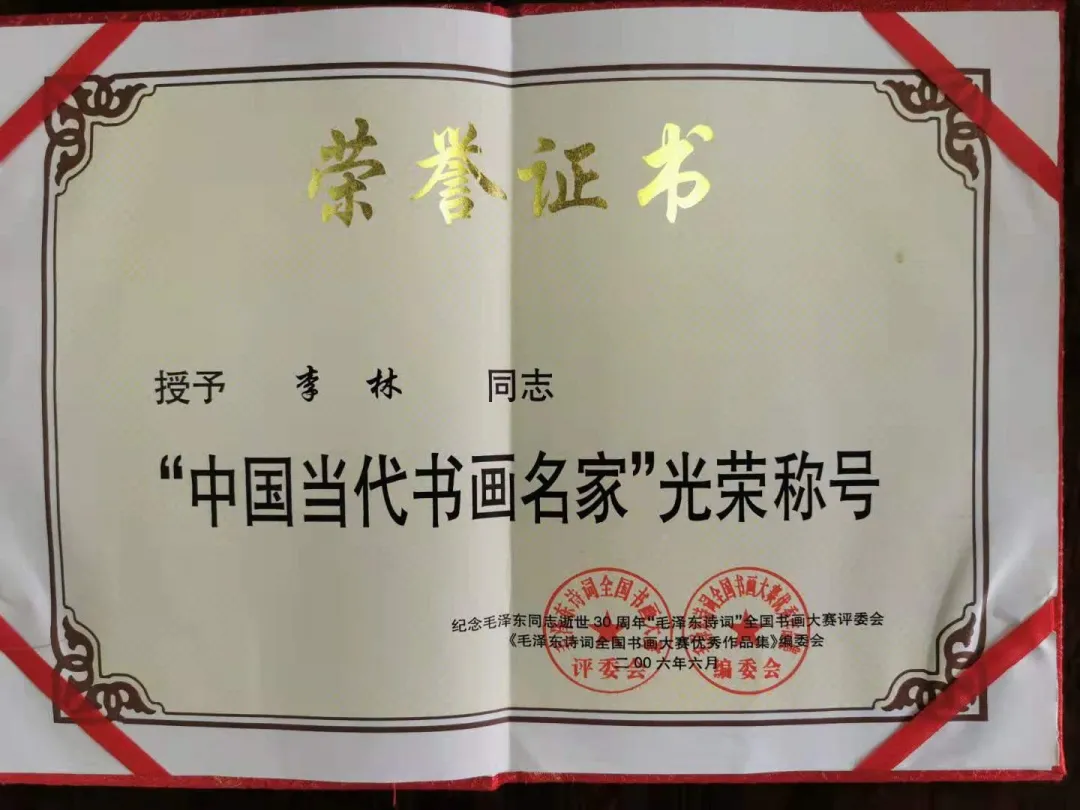 荣誉证书
授予 李林 同志
“中国当代书画名家”光荣称号
纪念毛泽东同志逝世30周年“毛泽东诗词”全国书画大赛评委会
《毛泽东诗词全国书画大赛优秀作品集》编委会
二00六年六月
评委会
编委会